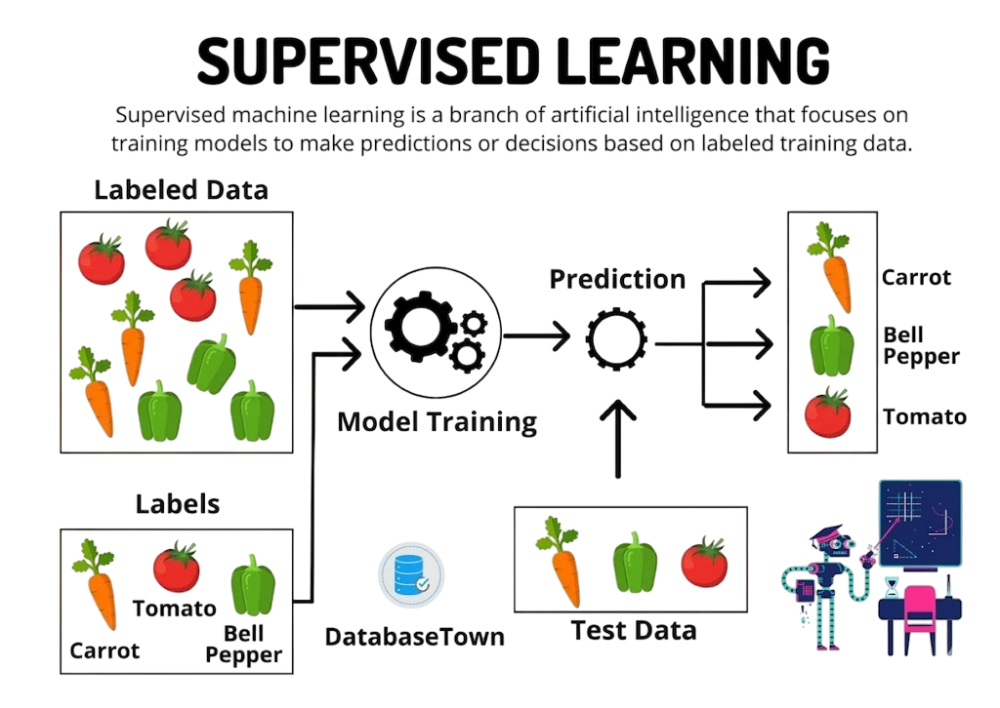 SUPERVISED LEARNING
Supervised machine learning is a branch of artificial intelligence that focuses on
training models to make predictions or decisions based on labeled training data.
Labeled Data
Prediction
Carrot
Bell
Pepper
Model Training
Tomato
Labels
Tomato
Carrot
Bell
Pepper
DatabaseTown
Test Data